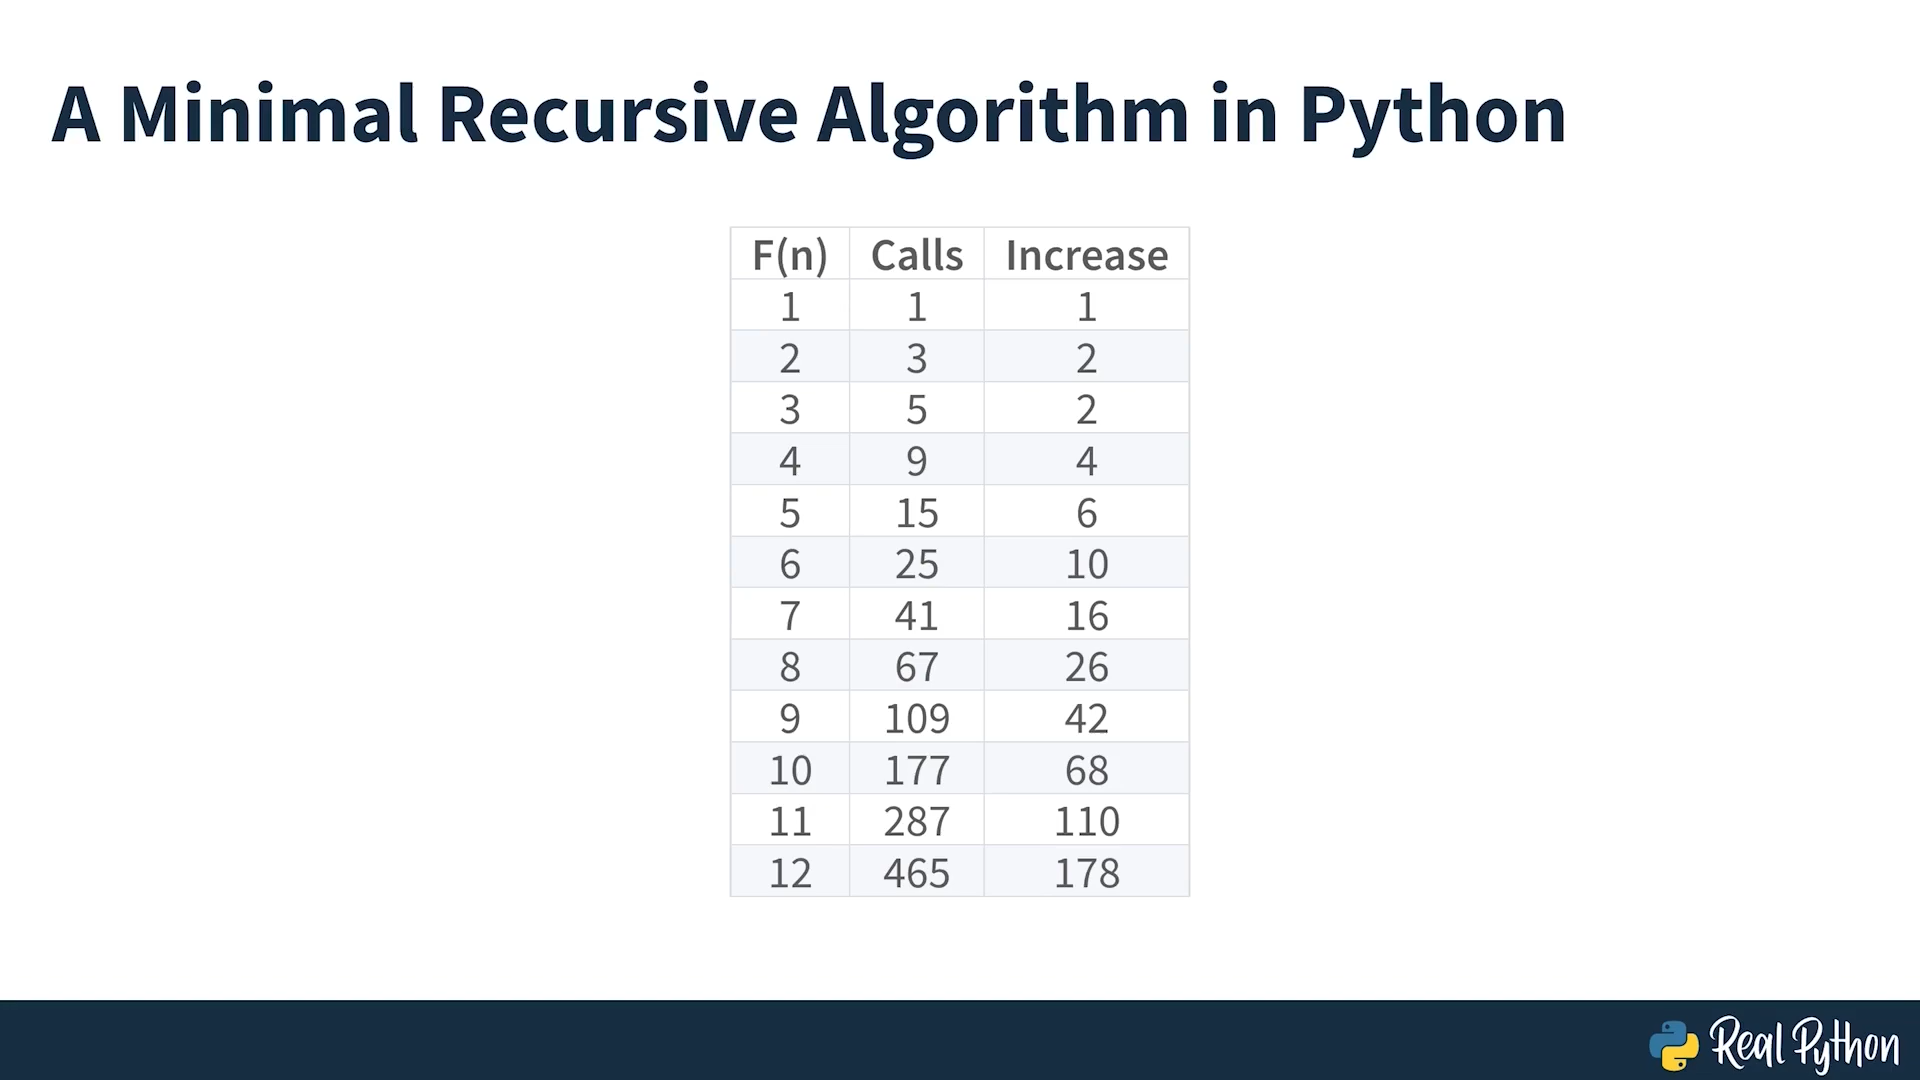 A Minimal Recursive Algorithm in Python
F(n) Calls Increase
1 1 1
2 3 2
3 5 2
4 9 4
5 15 6
6 25 10
7 41 16
8 67 26
9 109 42
10 177 68
11 287 110
12 465 178
Real Python